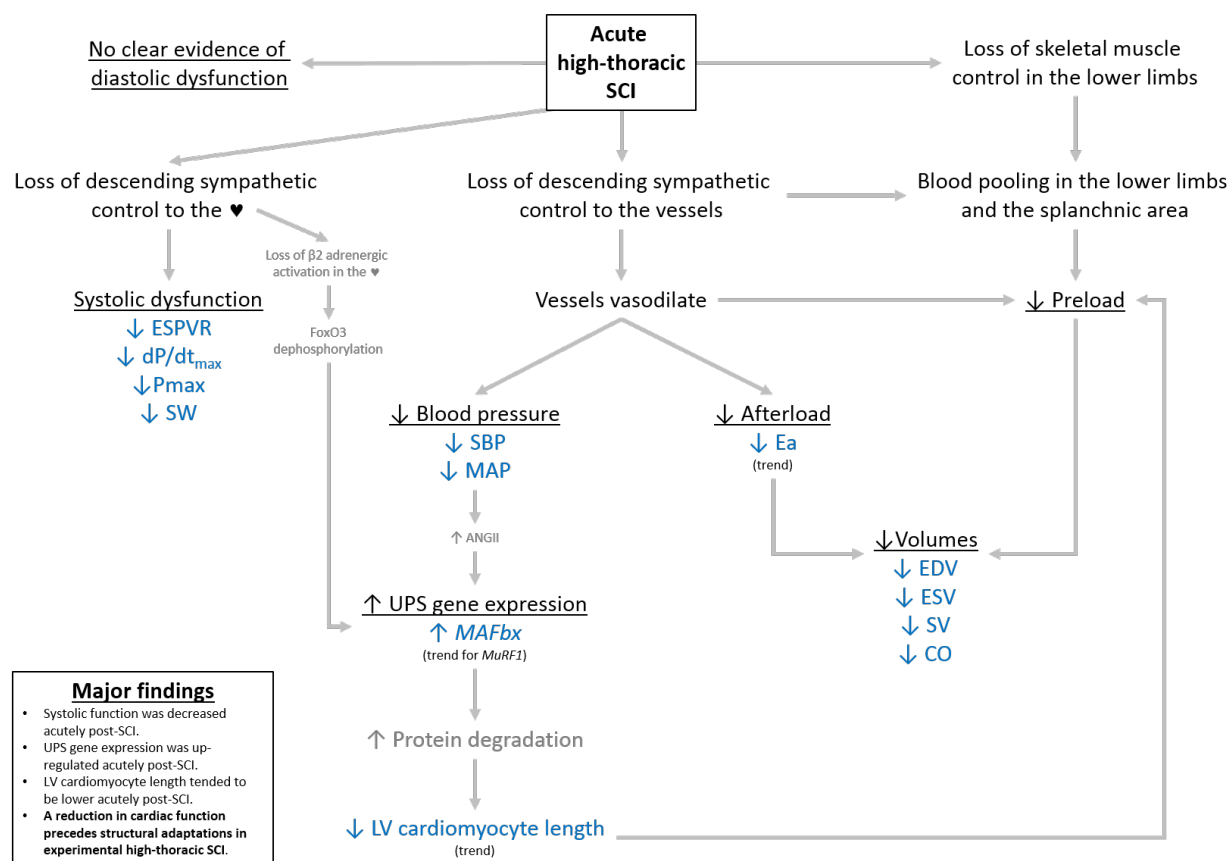 No clear evidence of
diastolic dysfunction
Acute
high-thoracic
SCI
Loss of skeletal muscle
control in the lower limbs
Loss of descending sympathetic
control to the ♥
Loss of descending sympathetic
control to the vessels
Blood pooling in the lower limbs
and the splanchnic area
Loss of β2 adrenergic
activation in the ♥
Systolic dysfunction
↓ ESPVR
↓ dP/dtmax
↓Pmax
↓ SW
FoxO3
dephosphorylation
Vessels vasodilate
↓ Preload
↓ Blood pressure
↓ SBP
↓ MAP
↓ Afterload
↓ Ea
(trend)
↑ ANGII
↓Volumes
↓ EDV
↓ ESV
↓ SV
↓ CO
↑ UPS gene expression
↑ MAFbx
(trend for MuRF1)
↑ Protein degradation
↓ LV cardiomyocyte length
(trend)
Major findings
• Systolic function was decreased
acutely post-SCI.
• UPS gene expression was up-
regulated acutely post-SCI.
• LV cardiomyocyte length tended to
be lower acutely post-SCI.
• A reduction in cardiac function
precedes structural adaptations in
experimental high-thoracic SCI.